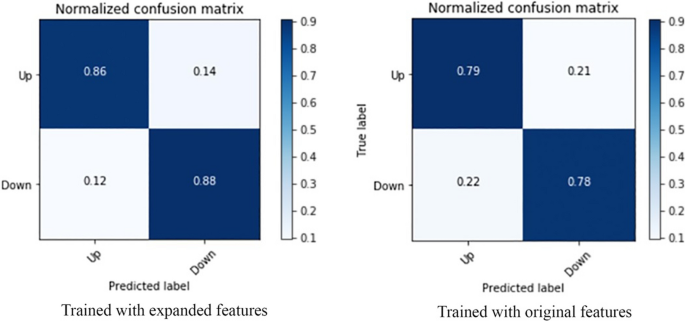 Normalized confusion matrix
Up
0.86
0.14
Down
0.12
0.88
Up
Down
Predicted label
0.9
0.8
0.7
0.6
0.5
0.4
0.3
0.2
0.1
Trained with expanded features
Normalized confusion matrix
True label
Up
0.79
0.21
Down
0.22
0.78
Up
Down
Predicted label
0.9
0.8
0.7
0.6
0.5
0.4
0.3
0.2
0.1
Trained with original features